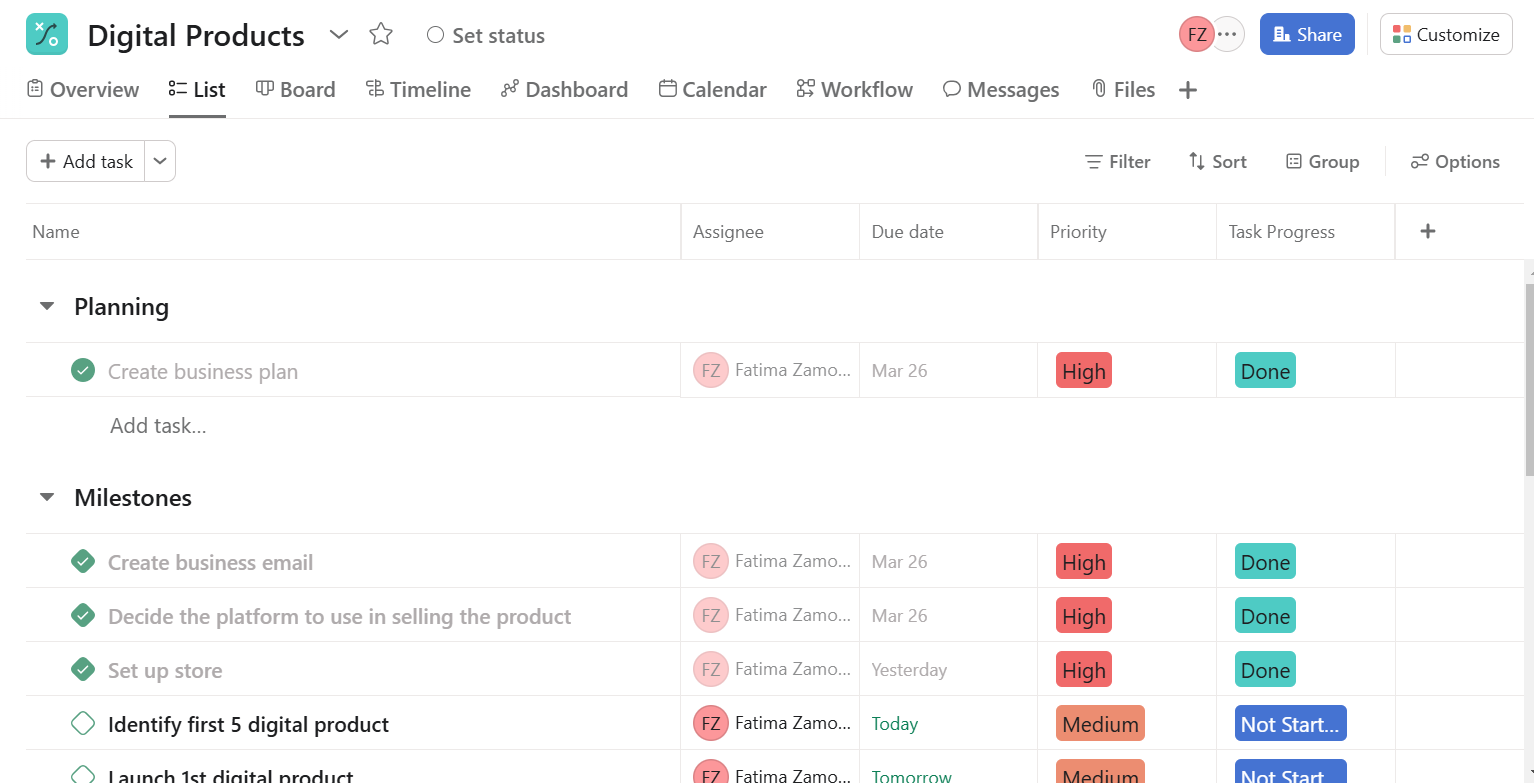 Digital Products Set status FZ Share Customize
Overview List Board Timeline Dashboard Calendar Workflow Messages Files
Add task Filter Sort Group Options
Name Assignee Due date Priority Task Progress
Planning
Create business plan FZ Fatima Zamo... Mar 26 High Done
Add task...
Milestones
Create business email FZ Fatima Zamo... Mar 26 High Done
Decide the platform to use in selling the product FZ Fatima Zamo... Mar 26 High Done
Set up store FZ Fatima Zamo... Yesterday High Done
Identify first 5 digital product FZ Fatima Zamo... Today Medium Not Start...
Launch 1st digital product FZ Fatima Zamo... Tomorrow Medium Not Start...